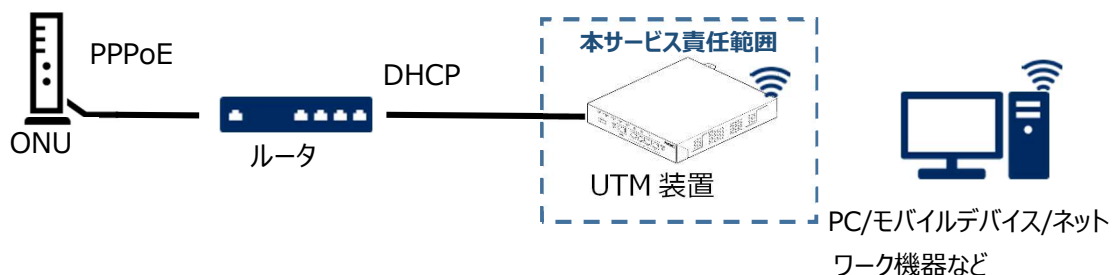 PPPoE
ONU
ルータ
DHCP
本サービス責任範囲
UTM 装置
PC/モバイルデバイス/ネット
ワーク機器など